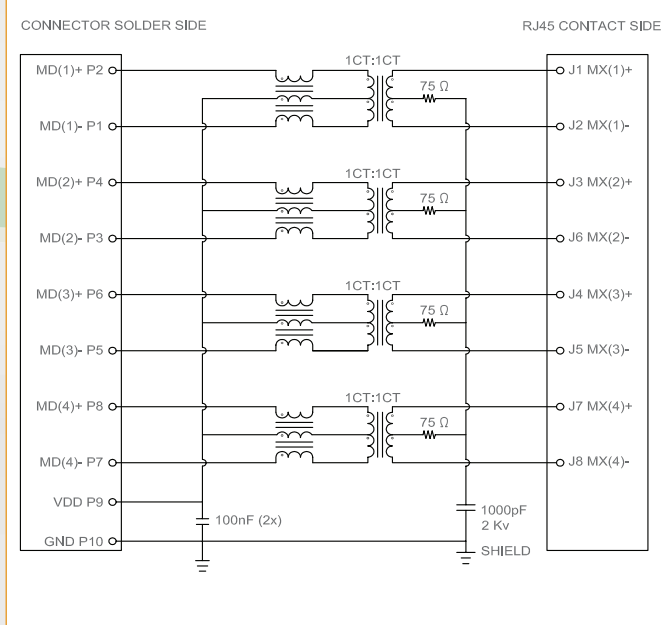 CONNECTOR SOLDER SIDE
RJ45 CONTACT SIDE
1CT:1CT
MD(1)+ P2
J1 MX(1)+
75 Ω
MD(1)- P1
J2 MX(1)-
1CT:1CT
MD(2)+ P4
J3 MX(2)+
75 Ω
MD(2)- P3
J6 MX(2)-
1CT:1CT
MD(3)+ P6
J4 MX(3)+
75 Ω
MD(3)- P5
J5 MX(3)-
1CT:1CT
MD(4)+ P8
J7 MX(4)+
75 Ω
MD(4)- P7
J8 MX(4)-
VDD P9
100nF (2x)
1000pF
2 Kv
GND P10
SHIELD